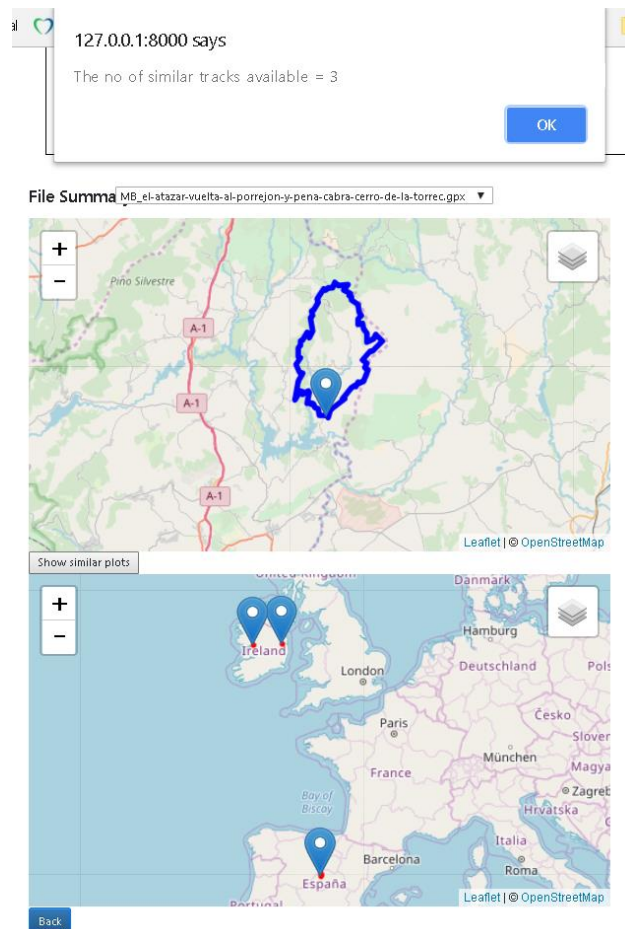 al
127.0.0.1:8000 says
The no of similar tracks available = 3
OK
File Summa MB_el-atazar-vuelta-al-porrejon-y-pena-cabra-cerro-de-la-torrec.gpx ▼
+
−
Pino Silvestre
A-1
A-1
A-1
Leaflet | © OpenStreetMap
Show similar plots
+
−
United Kingdom
Danmark
Hamburg
Ireland
London
Deutschland
Pols
Paris
Česko
Sloven
München
Magya
France
Zagreb
Bay of
Biscay
Hrvatska
Italia
Barcelona
Roma
España
Portugal
Leaflet | © OpenStreetMap
Back